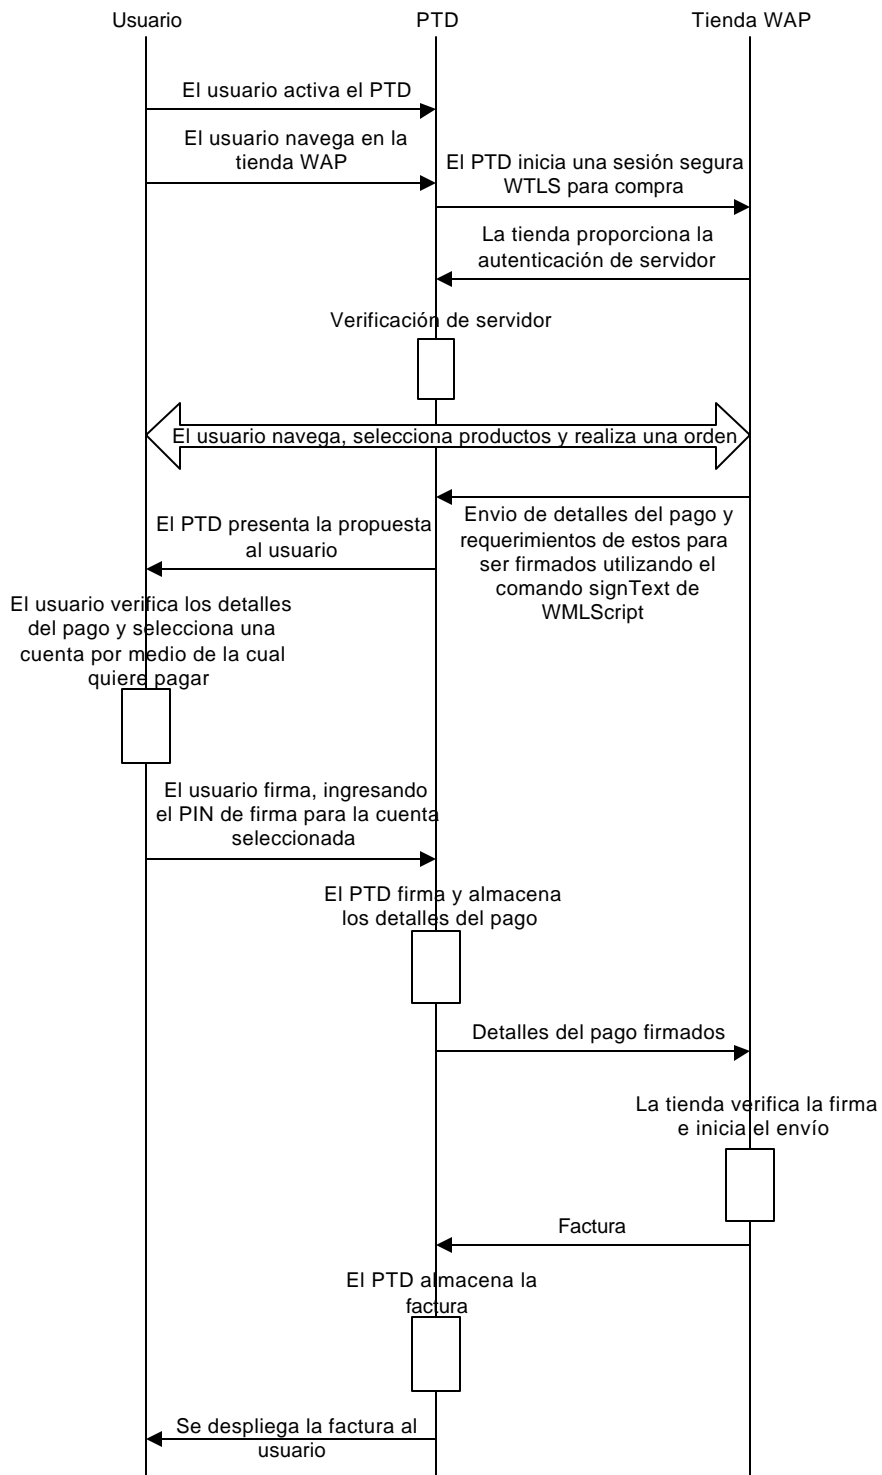 Usuario
PTD
Tienda WAP
El usuario activa el PTD
El usuario navega en la
tienda WAP
El PTD inicia una sesión segura
WTLS para compra
La tienda proporciona la
autenticación de servidor
Verificación de servidor
El usuario navega, selecciona productos y realiza una orden
Envio de detalles del pago y
requerimientos de estos para
ser firmados utilizando el
comando signText de
WMLScript
El PTD presenta la propuesta
al usuario
El usuario verifica los detalles
del pago y selecciona una
cuenta por medio de la cual
quiere pagar
El usuario firma, ingresando
el PIN de firma para la cuenta
seleccionada
El PTD firma y almacena
los detalles del pago
Detalles del pago firmados
La tienda verifica la firma
e inicia el envío
Factura
El PTD almacena la
factura
Se despliega la factura al
usuario